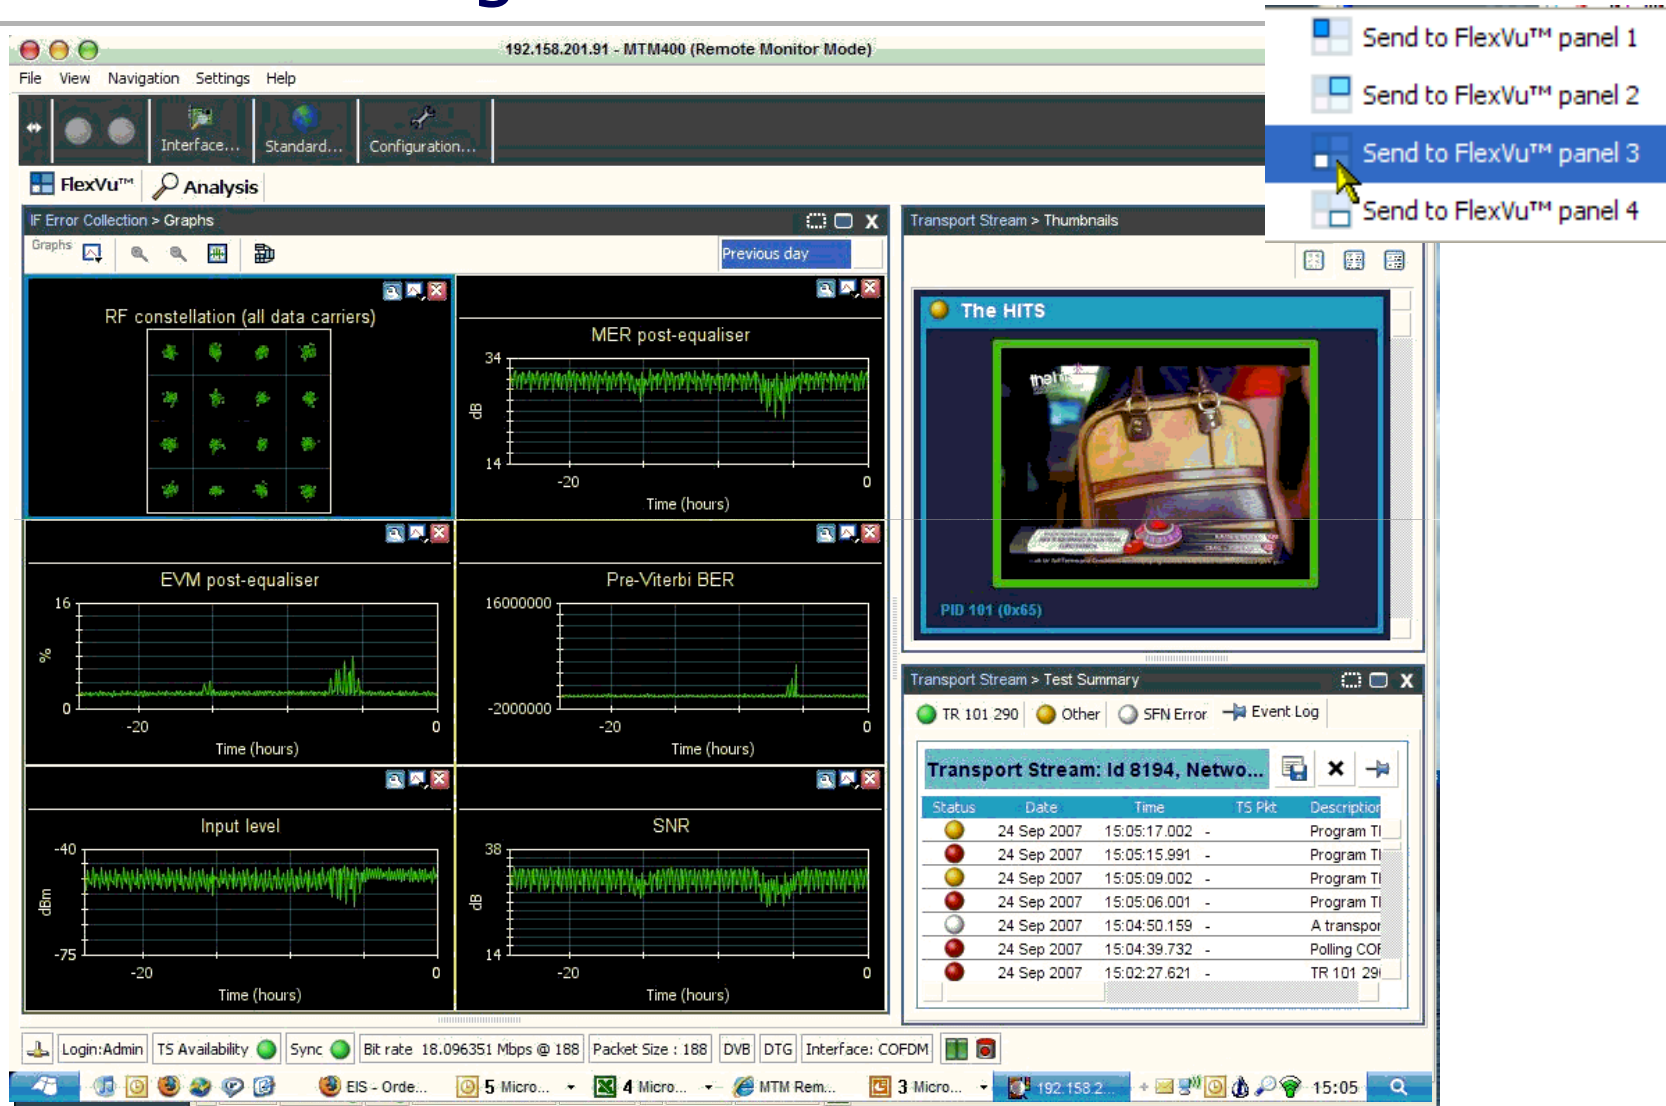 g
Send to FlexVu™ panel 1
Send to FlexVu™ panel 2
Send to FlexVu™ panel 3
Send to FlexVu™ panel 4
192.158.201.91 - MTM400 (Remote Monitor Mode)
File View Navigation Settings Help
Interface... Standard... Configuration...
FlexVu™ Analysis
IF Error Collection > Graphs
Graphs
Previous day
RF constellation (all data carriers)
MER post-equaliser
34
dB
14
-20 0
Time (hours)
EVM post-equaliser
16
%
0
-20 0
Time (hours)
Pre-Viterbi BER
16000000
-2000000
-20 0
Time (hours)
Input level
-40
dBm
-75
-20 0
Time (hours)
SNR
38
dB
14
-20 0
Time (hours)
Transport Stream > Thumbnails
The HITS
PID 101 (0x65)
Transport Stream > Test Summary
TR 101 290 Other SFN Error Event Log
Transport Stream: Id 8194, Netwo...
Status Date Time TS Pkt Description
24 Sep 2007 15:05:17.002 - Program
24 Sep 2007 15:05:15.991 - Program
24 Sep 2007 15:05:09.002 - Program
24 Sep 2007 15:05:06.001 - Program
24 Sep 2007 15:04:50.159 - A transpor
24 Sep 2007 15:04:39.732 - Polling
24 Sep 2007 15:02:27.621 - TR 101 29
Login:Admin TS Availability Sync Bit rate 18.096351 Mbps @ 188 Packet Size : 188 DVB DTG Interface: COFDM
EIS - Orde... 5 Micro... 4 Micro... MTM Rem... 3 Micro... 192.158.2... 15:05